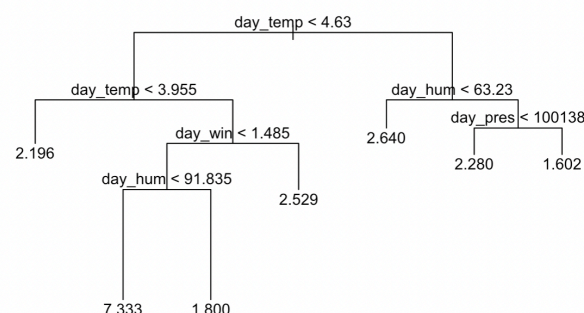 day_temp < 4.63
day_temp < 3.955
day_hum < 63.23
day_pres < 100138
day_win < 1.485
2.640
2.196
2.280
1.602
day_hum < 91.835
2.529
7.333
1.800